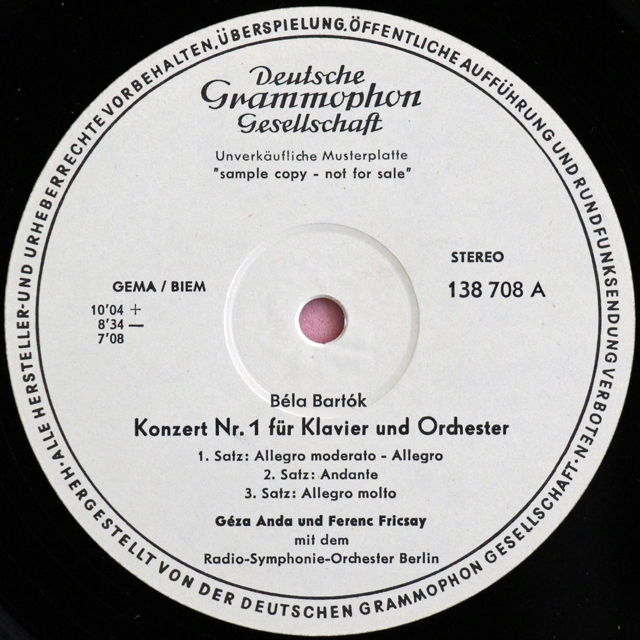 ·ALLE HERSTELLER- UND URHEBERRECHTE VORBEHALTEN. ÜBERSPIELUNG, ÖFFENTLICHE AUFFÜHRUNG UND RUNDFUNKSENDUNG VERBOTEN·
Deutsche
Grammophon
Gesellschaft
Unverkäufliche Musterplatte
"sample copy - not for sale"
STEREO
GEMA / BIEM
138 708 A
10'04 +
8'34 —
7'08
Béla Bartók
Konzert Nr. 1 für Klavier und Orchester
1. Satz: Allegro moderato - Allegro
2. Satz: Andante
3. Satz: Allegro molto
Géza Anda und Ferenc Fricsay
mit dem
Radio-Symphonie-Orchester Berlin
HERGESTELLT VON DER DEUTSCHEN GRAMMOPHON GESELLSCHAFT·